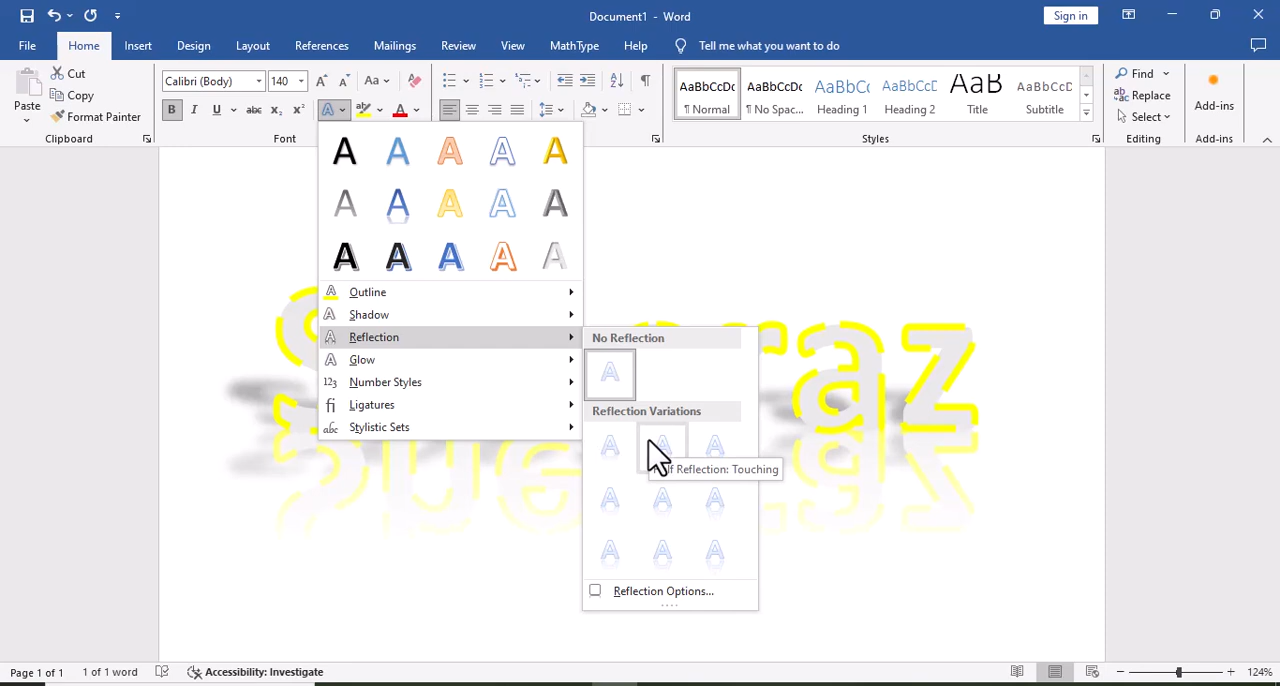 Document1 - Word
Sign in
File Home Insert Design Layout References Mailings Review View MathType Help Tell me what you want to do
Paste
Cut
Copy
Format Painter
Clipboard
Calibri (Body) 140
Font
AaBbCcDc
¶ Normal
AaBbCcDc
¶ No Spac...
AaBbCc
Heading 1
AaBbCcC
Heading 2
AaB
Title
AaBbCcC
Subtitle
Styles
Find
Replace
Select
Editing
Add-ins
Add-ins
Outline
Shadow
Reflection
Glow
Number Styles
Ligatures
Stylistic Sets
No Reflection
Reflection Variations
Reflection: Touching
Reflection Options...
Page 1 of 1 1 of 1 word Accessibility: Investigate 124%